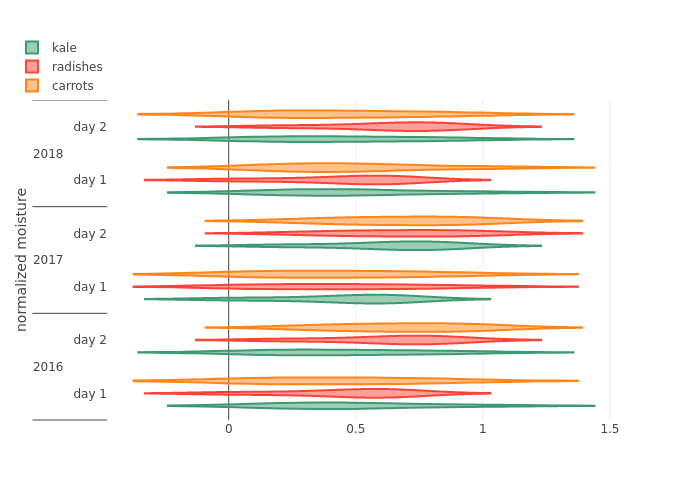 kale
radishes
carrots
day 2
2018
day 1
day 2
2017
day 1
day 2
2016
day 1
normalized moisture
0
0.5
1
1.5